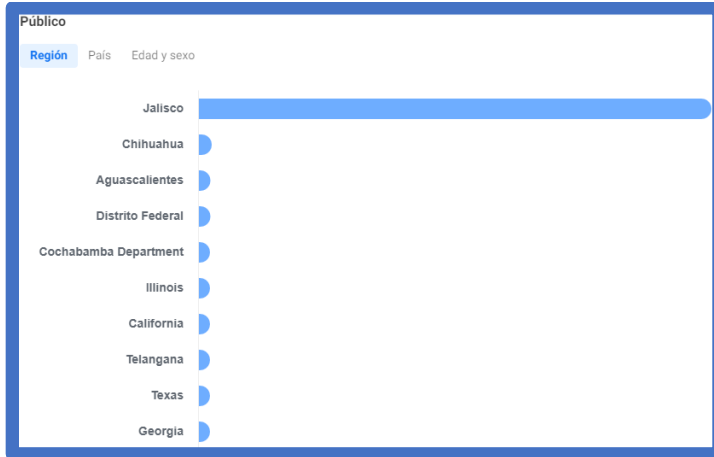 Público
Región País Edad y sexo
Jalisco
Chihuahua
Aguascalientes
Distrito Federal
Cochabamba Department
Illinois
California
Telangana
Texas
Georgia